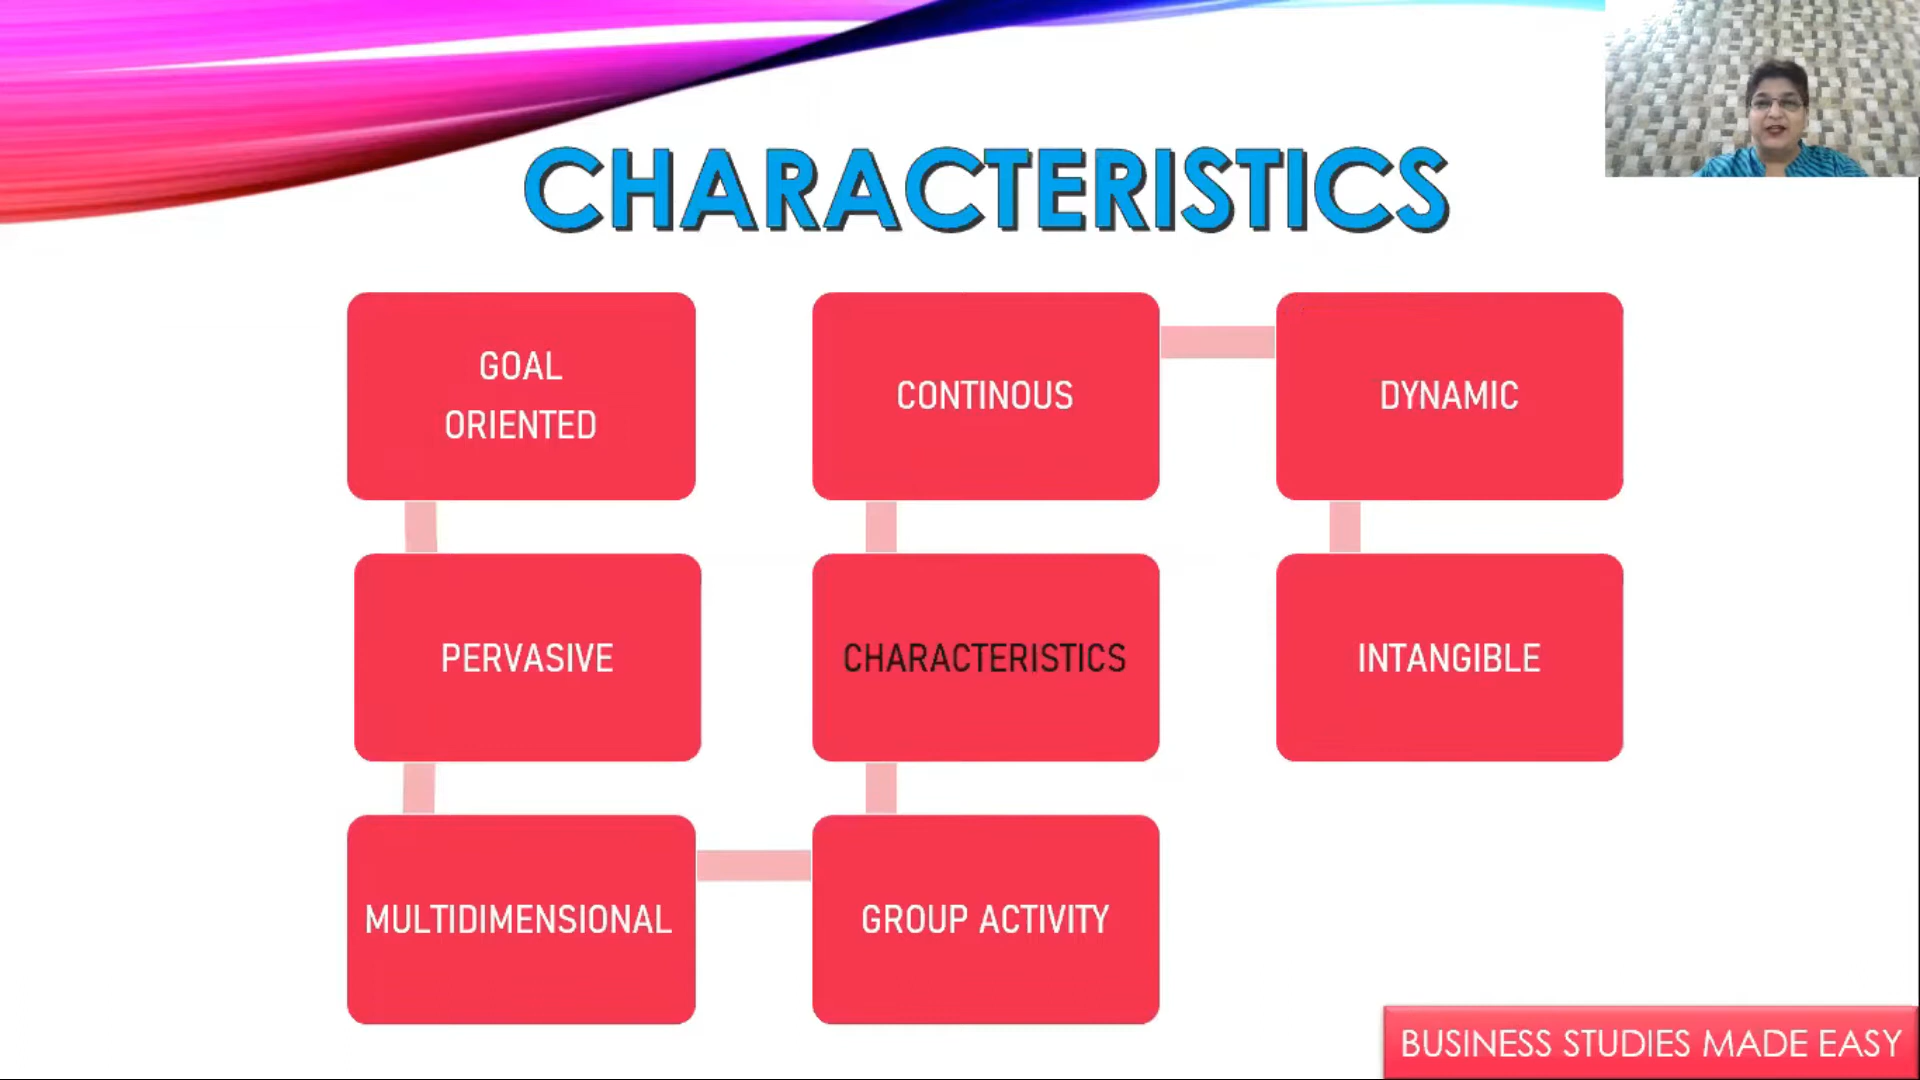 CHARACTERISTICS
GOAL
ORIENTED
CONTINOUS
DYNAMIC
PERVASIVE
CHARACTERISTICS
INTANGIBLE
MULTIDIMENSIONAL
GROUP ACTIVITY
BUSINESS STUDIES MADE EASY